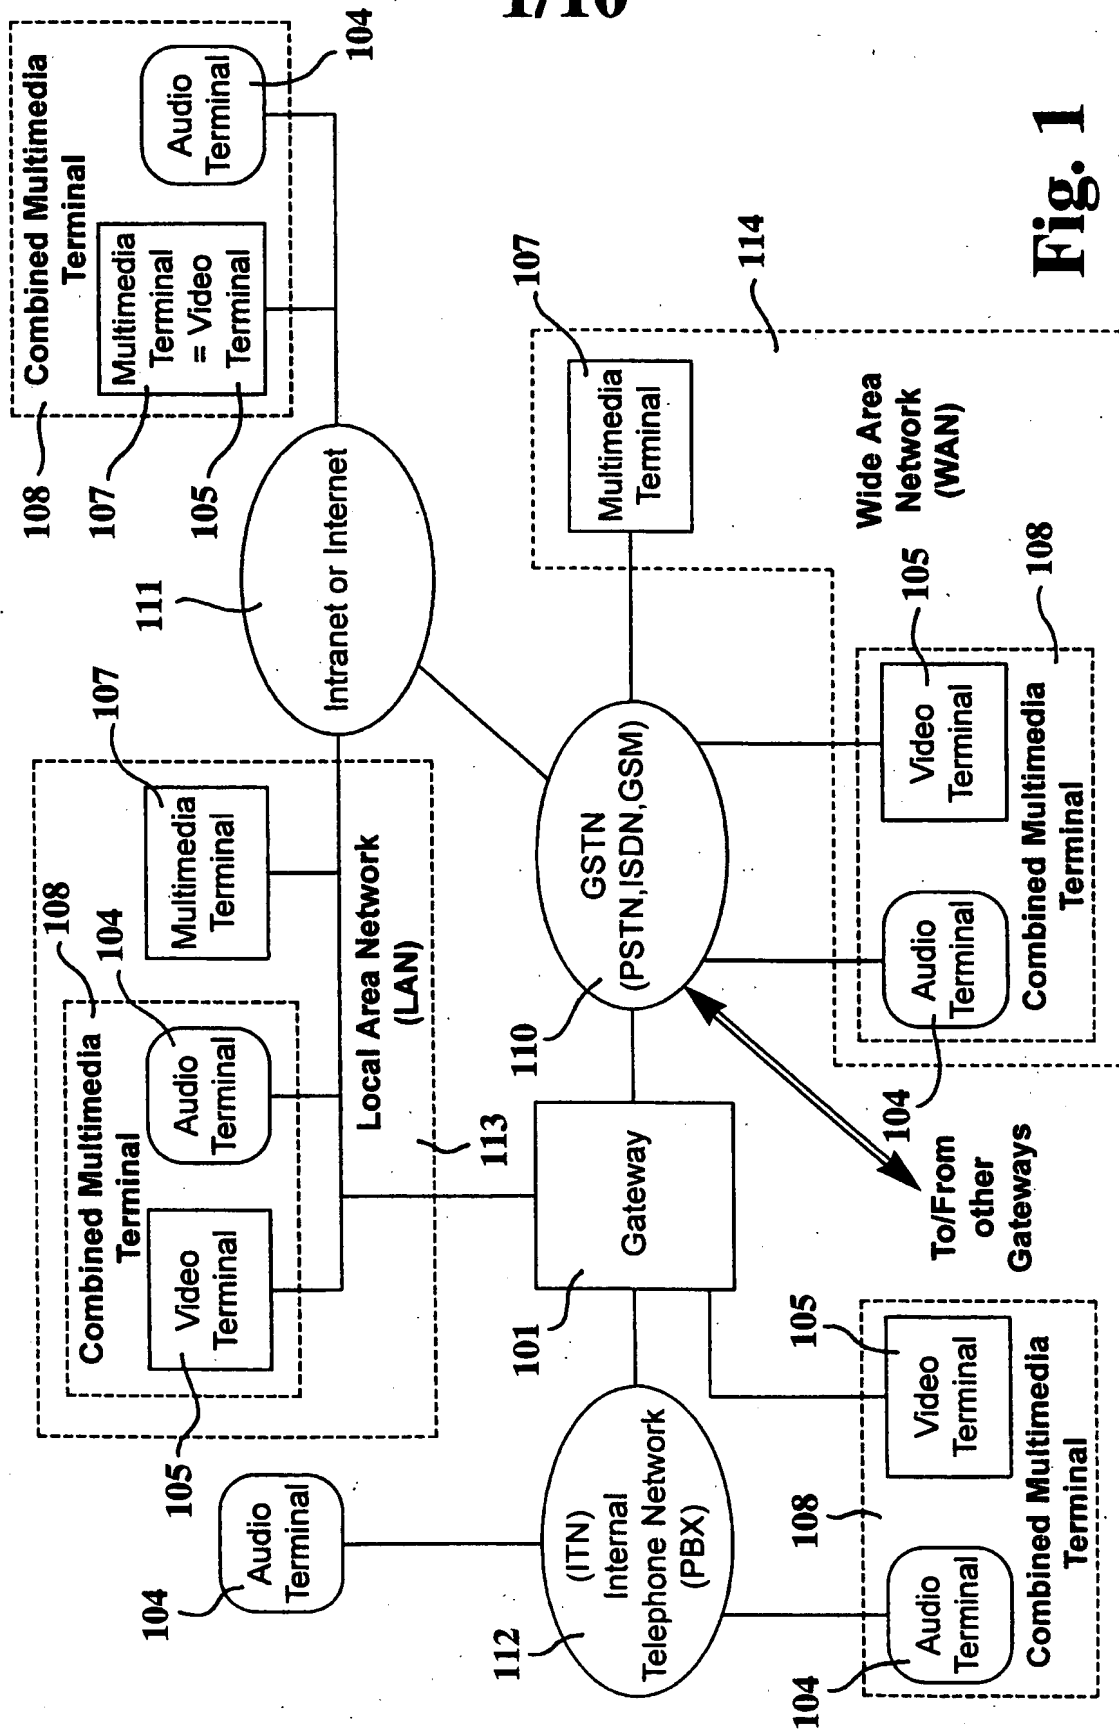 1/10
108
107
105
Combined Multimedia
Terminal
Multimedia
Terminal
= Video
Terminal
Audio
Terminal
104
111
Intranet or Internet
107
108
104
Combined Multimedia
Terminal
Video
Terminal
Audio
Terminal
Multimedia
Terminal
105
Local Area Network
(LAN)
113
104
Audio
Terminal
112
(ITN)
Internal
Telephone Network
(PBX)
101
Gateway
110
GSTN
(PSTN,ISDN,GSM)
107
Multimedia
Terminal
114
Wide Area
Network
(WAN)
To/From
other
Gateways
104
Audio
Terminal
108
105
Video
Terminal
Combined Multimedia
Terminal
104
Audio
Terminal
105
Video
Terminal
108
Combined Multimedia
Terminal
Fig. 1